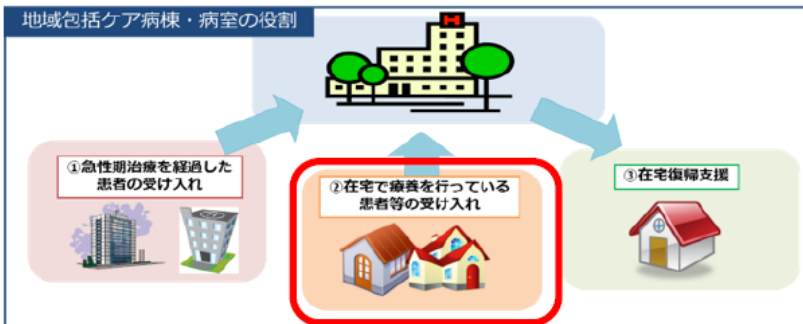 地域包括ケア病棟・病室の役割
H
①急性期治療を経過した
患者の受け入れ
②在宅で療養を行っている
患者等の受け入れ
③在宅復帰支援